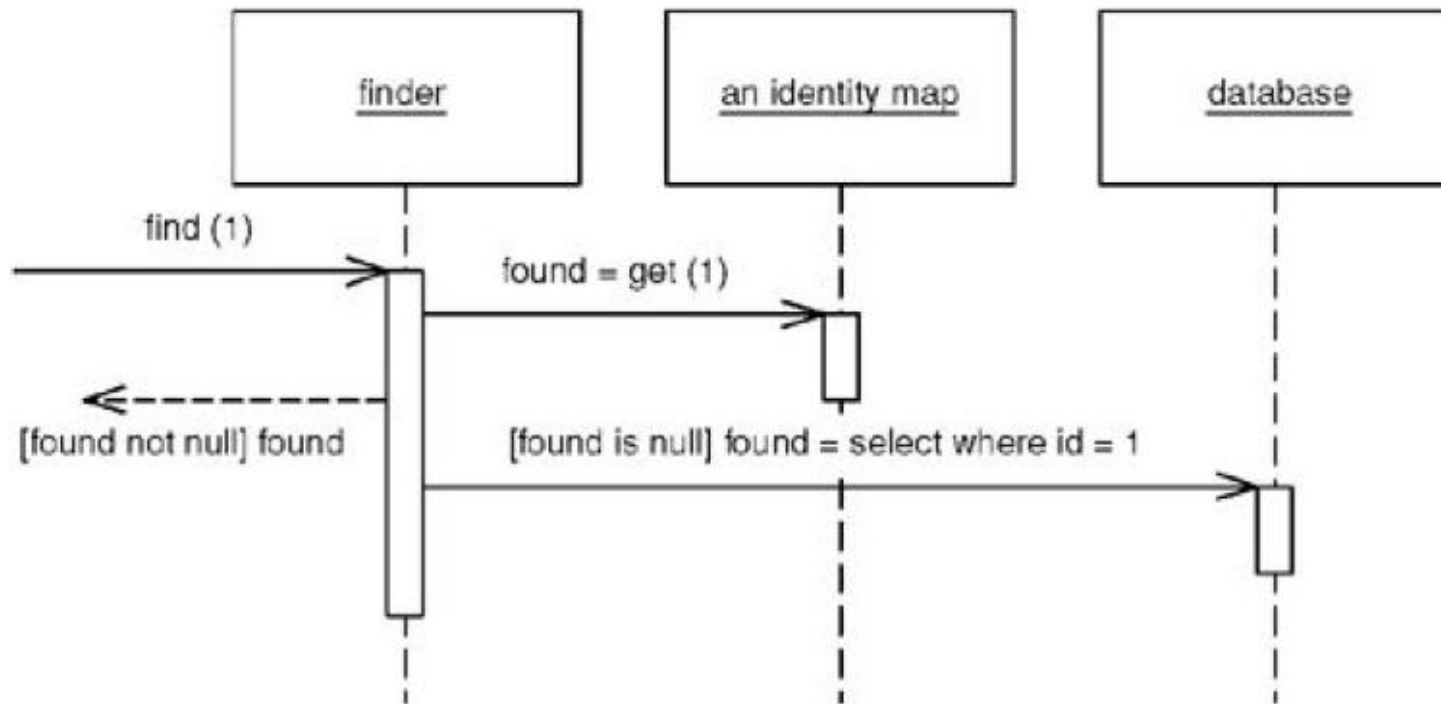 finder
an identity map
database
find (1)
found = get (1)
[found not null] found
[found is null] found = select where id = 1